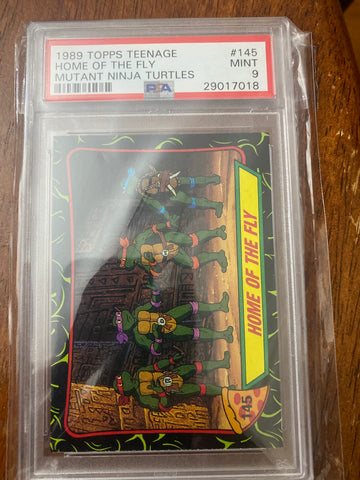 1989 TOPPS TEENAGE #145
HOME OF THE FLY MINT
MUTANT NINJA TURTLES 9
PSA 29017018
HOME OF THE FLY
145